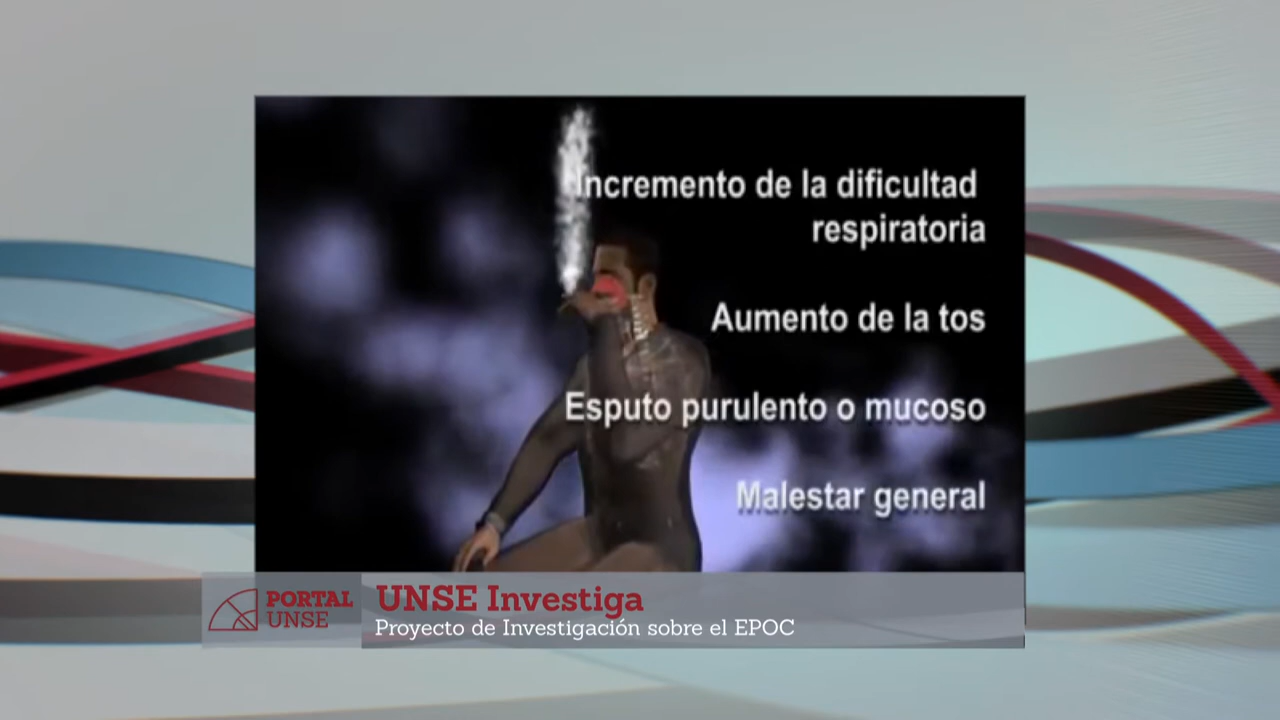 Incremento de la dificultad
respiratoria
Aumento de la tos
Esputo purulento o mucoso
Malestar general
PORTAL
UNSE
UNSE Investiga
Proyecto de Investigación sobre el EPOC